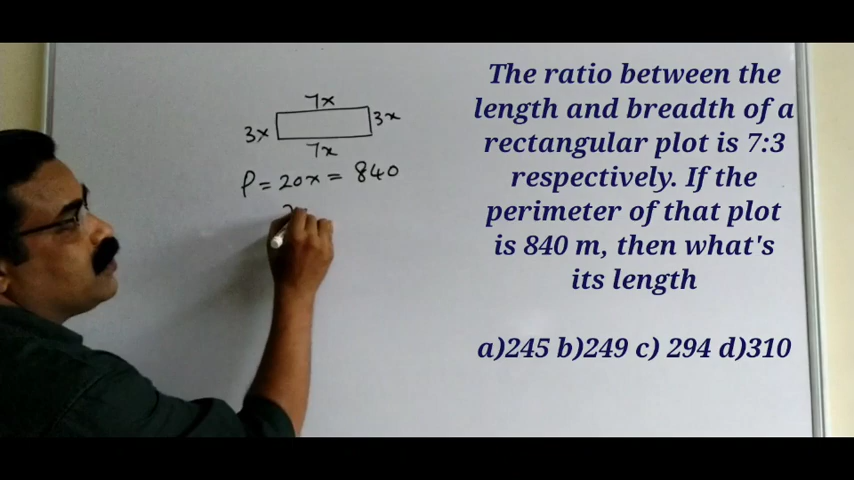 7x
3x
3x
7x
P = 20x = 840
The ratio between the
length and breadth of a
rectangular plot is 7:3
respectively. If the
perimeter of that plot
is 840 m, then what's
its length
a)245 b)249 c) 294 d)310